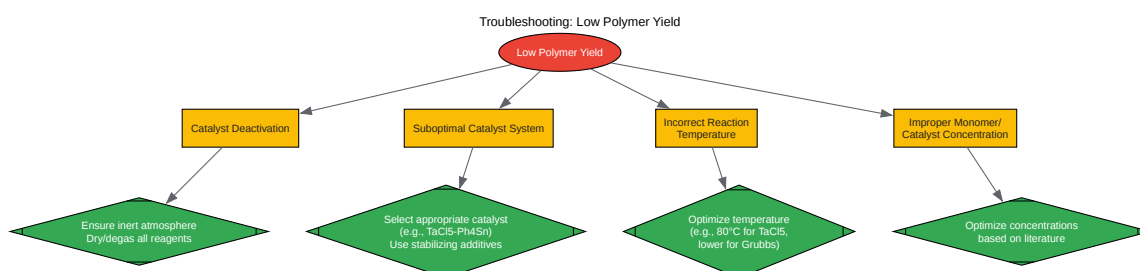 Troubleshooting: Low Polymer Yield
Low Polymer Yield
Catalyst Deactivation
Suboptimal Catalyst System
Incorrect Reaction
Temperature
Improper Monomer/
Catalyst Concentration
Ensure inert atmosphere
Dry/degas all reagents
Select appropriate catalyst
(e.g., TaCl5-Ph4Sn)
Use stabilizing additives
Optimize temperature
(e.g., 80°C for TaCl5,
lower for Grubbs)
Optimize concentrations
based on literature